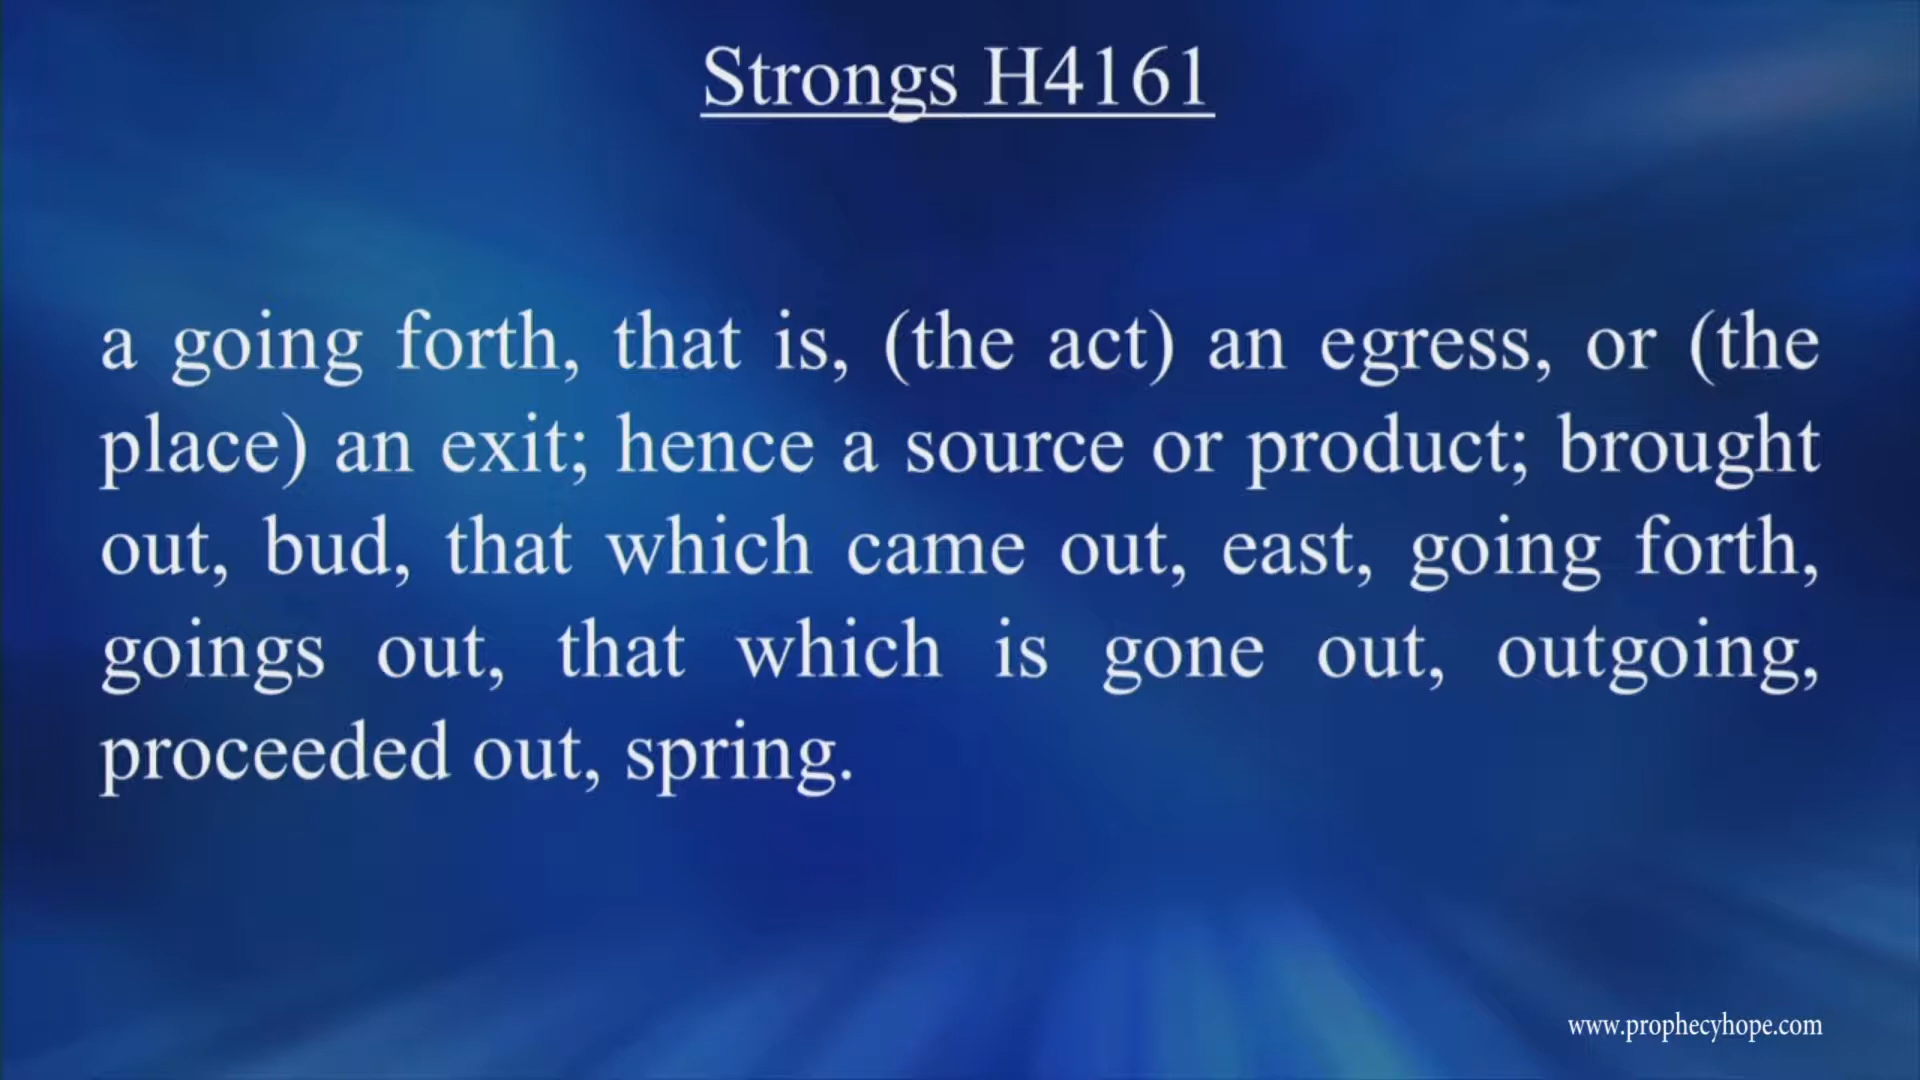 Strongs H4161
a going forth, that is, (the act) an egress, or (the
place) an exit; hence a source or product; brought
out, bud, that which came out, east, going forth,
goings out, that which is gone out, outgoing,
proceeded out, spring.
www.prophecyhope.com